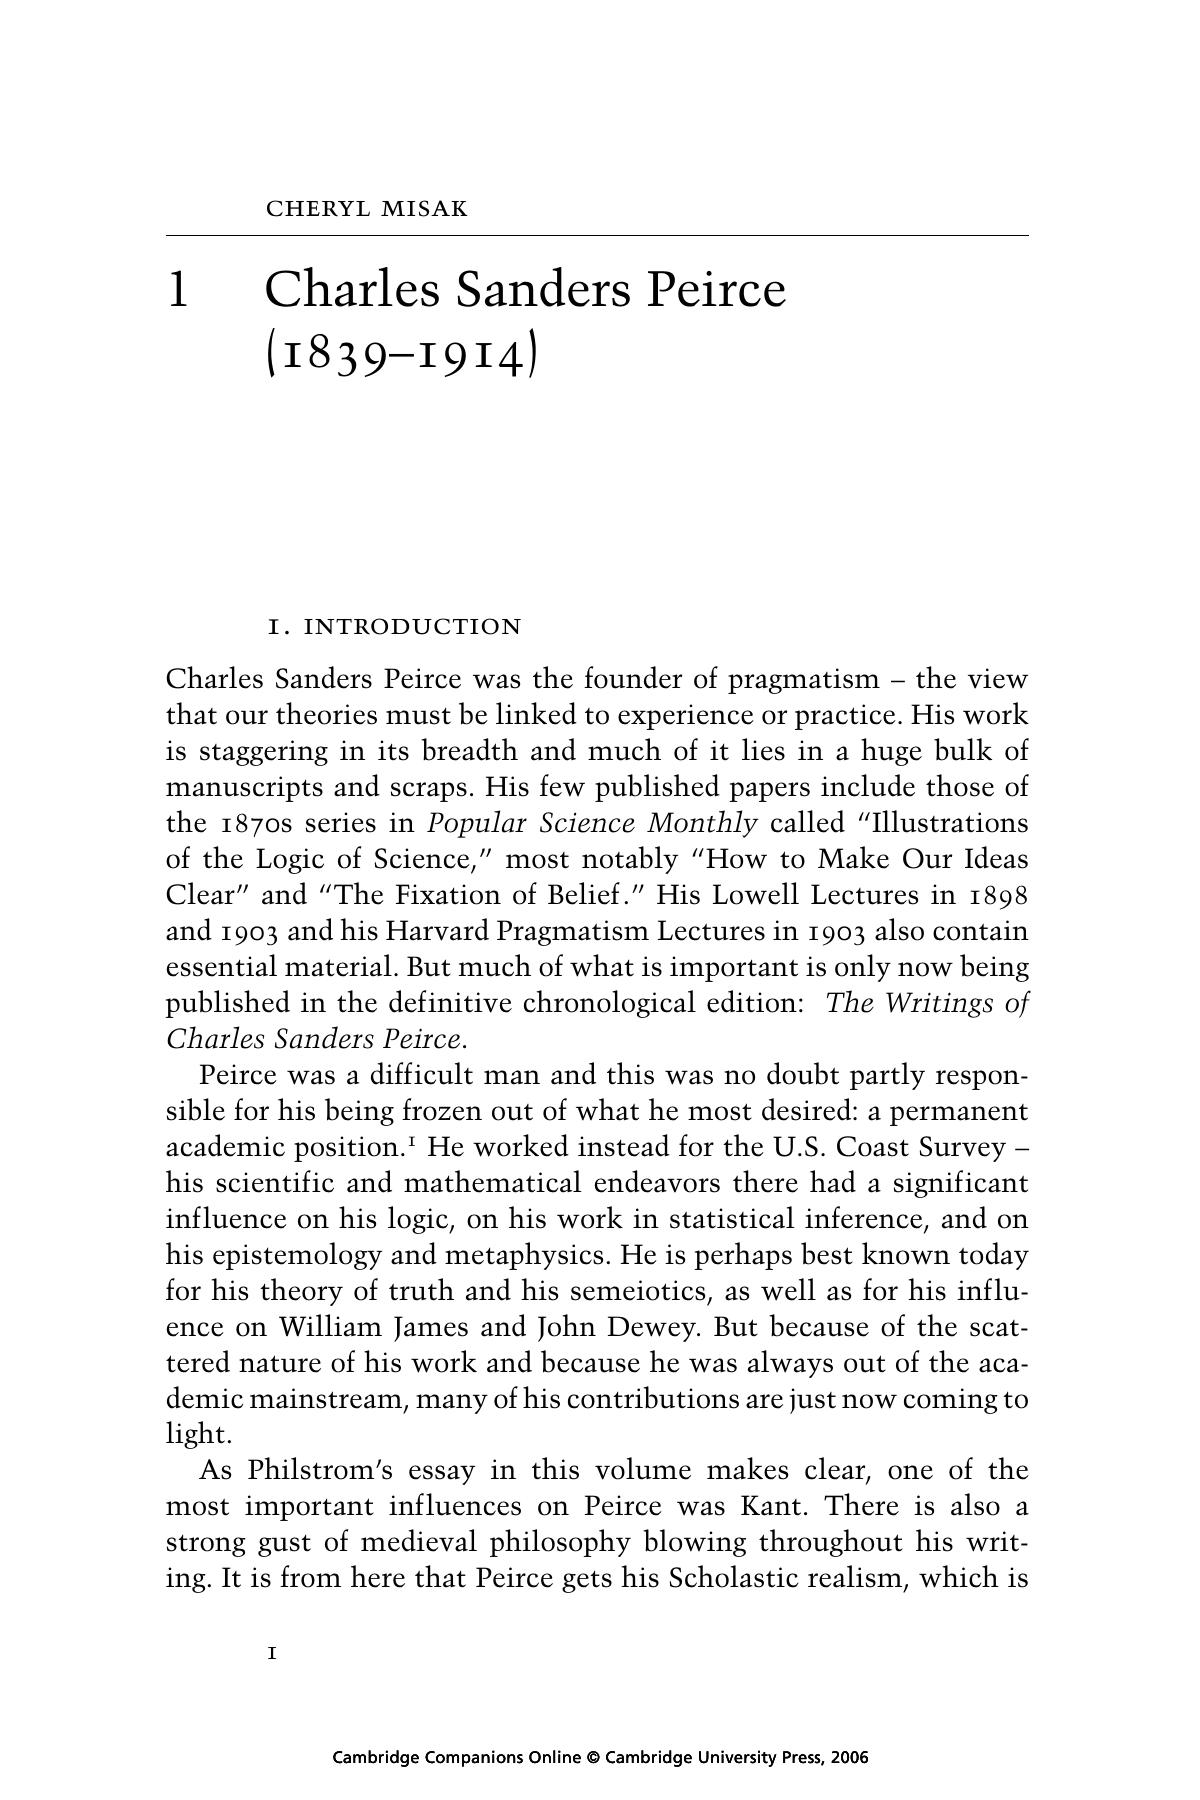 CHERYL MISAK
1 Charles Sanders Peirce
(1839–1914)
1. INTRODUCTION
Charles Sanders Peirce was the founder of pragmatism – the view
that our theories must be linked to experience or practice. His work
is staggering in its breadth and much of it lies in a huge bulk of
manuscripts and scraps. His few published papers include those of
the 1870s series in Popular Science Monthly called “Illustrations
of the Logic of Science,” most notably “How to Make Our Ideas
Clear” and “The Fixation of Belief.” His Lowell Lectures in 1898
and 1903 and his Harvard Pragmatism Lectures in 1903 also contain
essential material. But much of what is important is only now being
published in the definitive chronological edition: The Writings of
Charles Sanders Peirce.
Peirce was a difficult man and this was no doubt partly respon-
sible for his being frozen out of what he most desired: a permanent
academic position.¹ He worked instead for the U.S. Coast Survey –
his scientific and mathematical endeavors there had a significant
influence on his logic, on his work in statistical inference, and on
his epistemology and metaphysics. He is perhaps best known today
for his theory of truth and his semeiotics, as well as for his influ-
ence on William James and John Dewey. But because of the scat-
tered nature of his work and because he was always out of the aca-
demic mainstream, many of his contributions are just now coming to
light.
As Philstrom’s essay in this volume makes clear, one of the
most important influences on Peirce was Kant. There is also a
strong gust of medieval philosophy blowing throughout his writ-
ing. It is from here that Peirce gets his Scholastic realism, which is
1
Cambridge Companions Online © Cambridge University Press, 2006